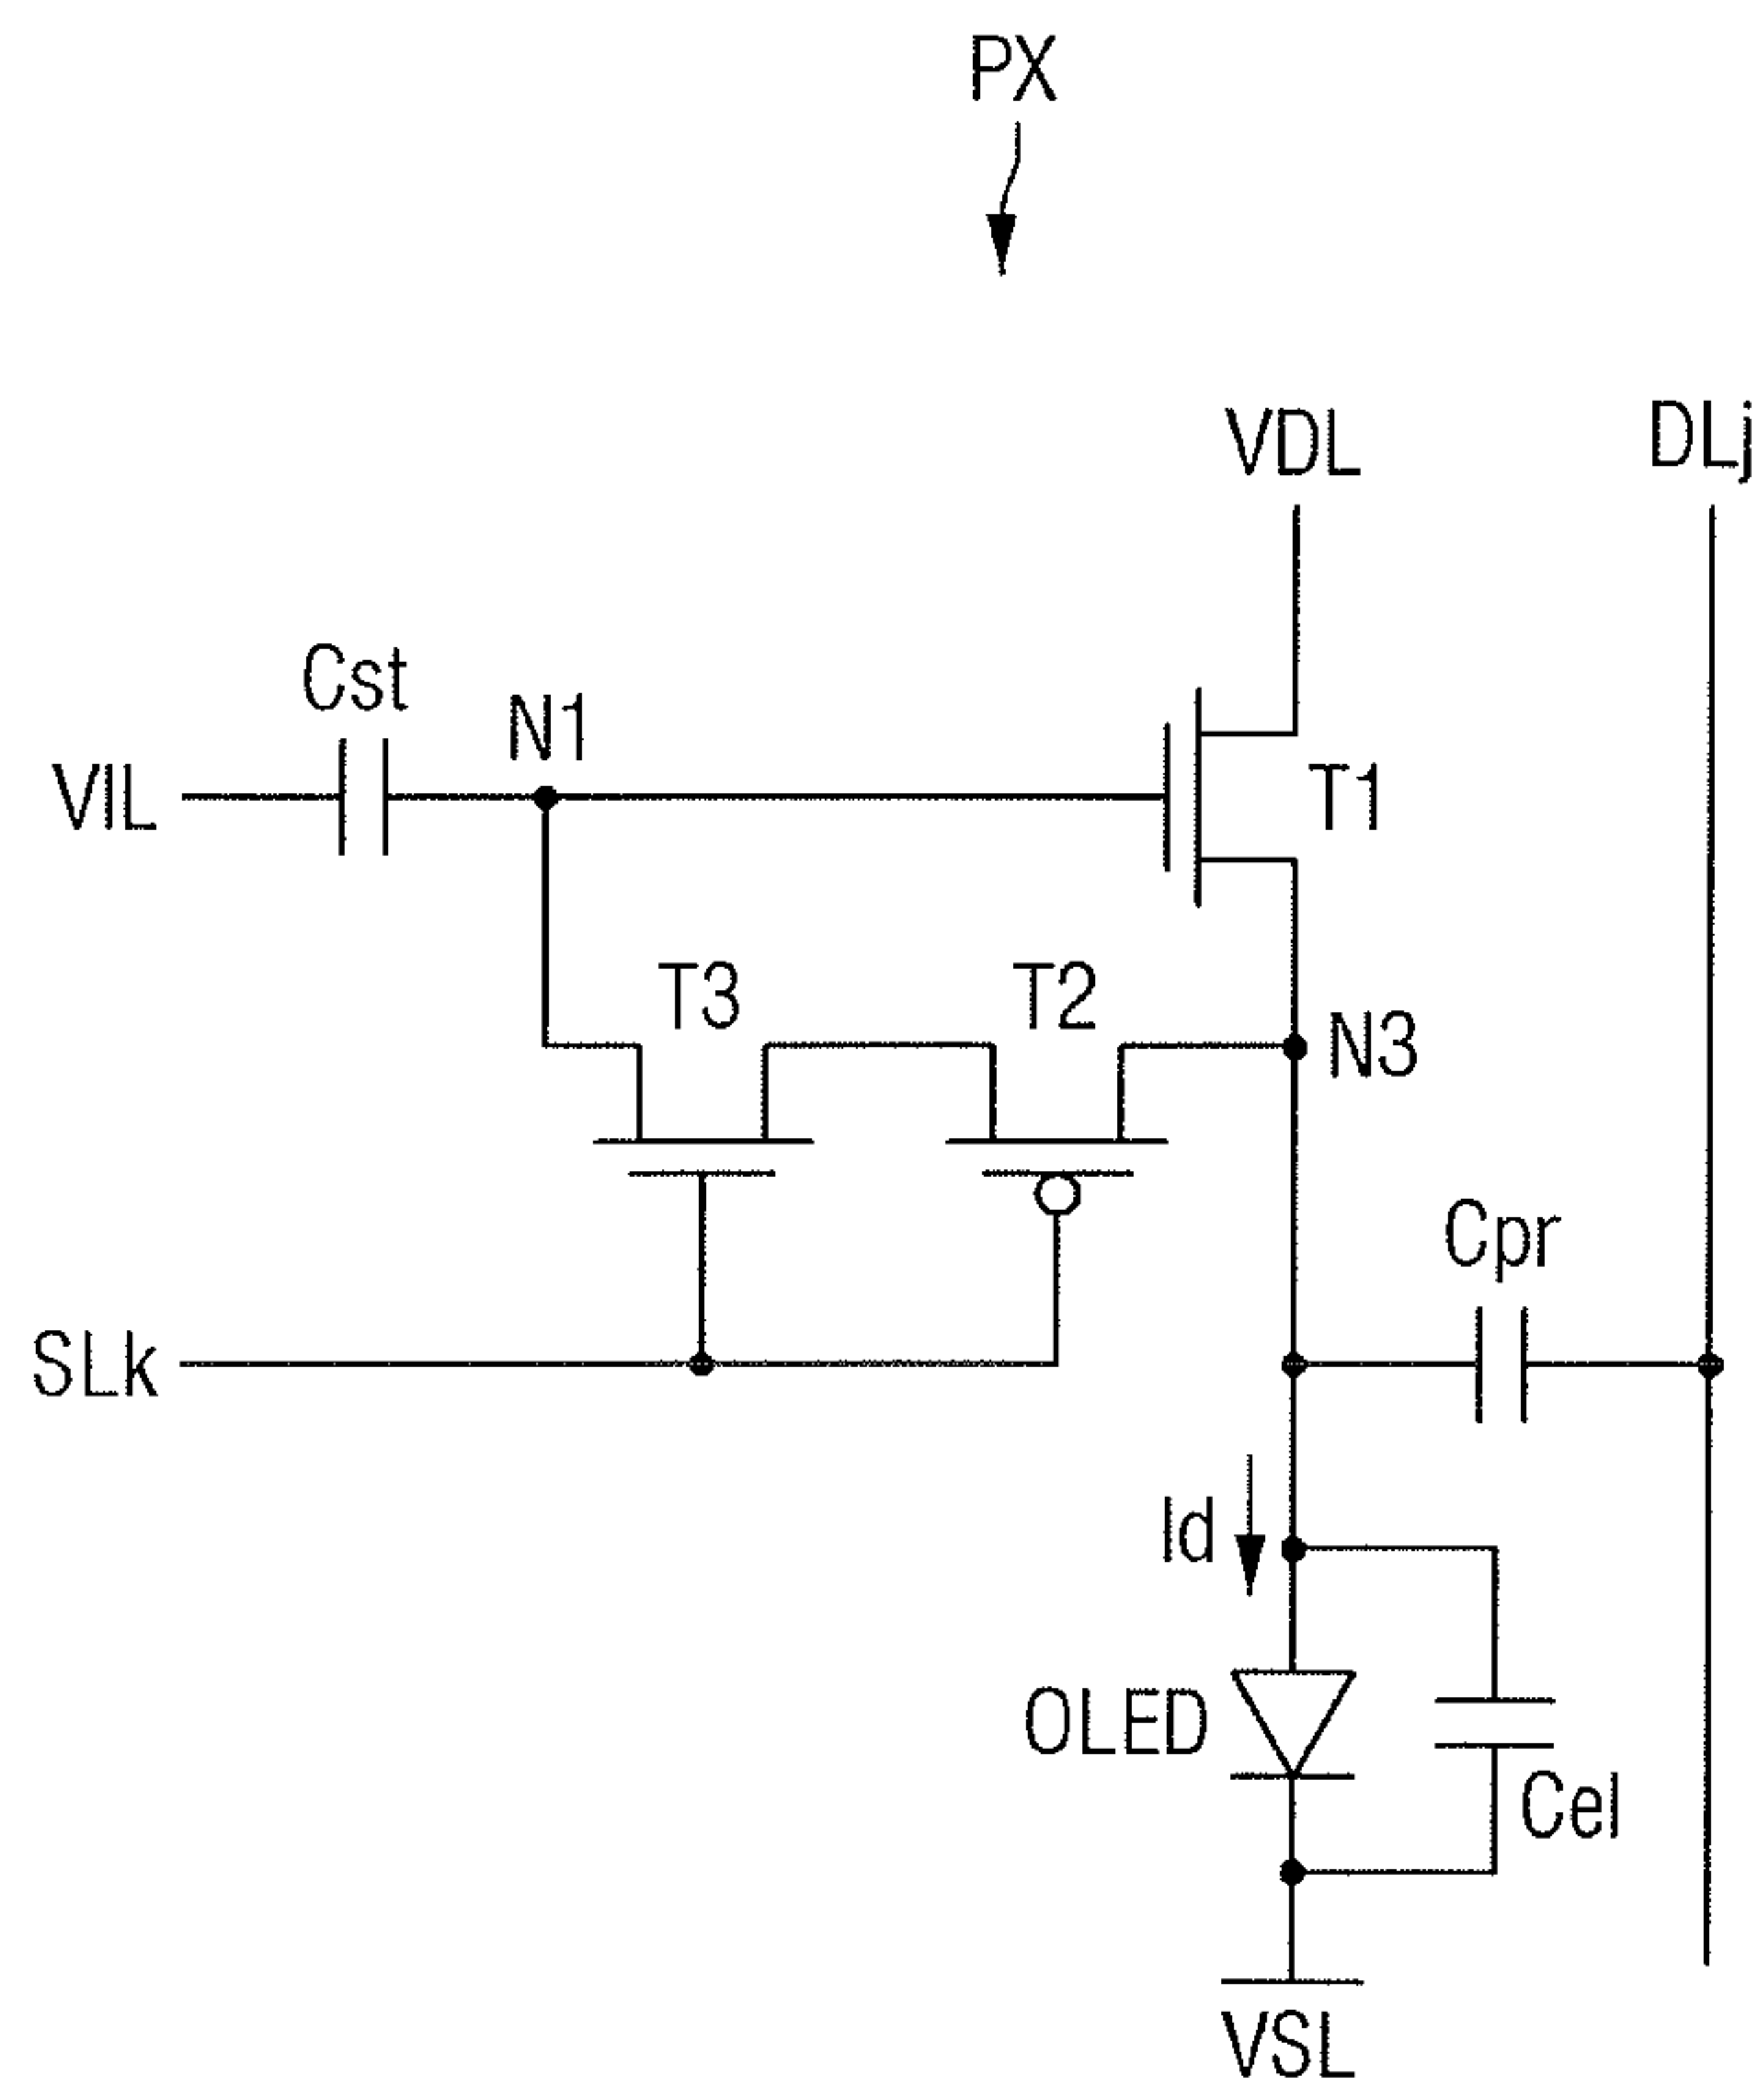 PX
VDL
DLj
Cst
N1
VIL
T1
T3
T2
N3
Cpr
SLk
Id
OLED
Cel
VSL